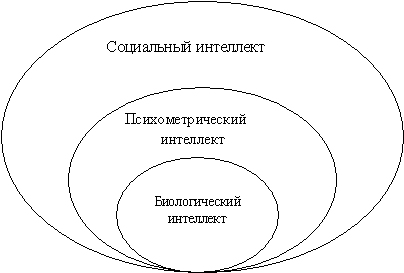 Социальный интеллект
Психометрический
интеллект
Биологический
интеллект